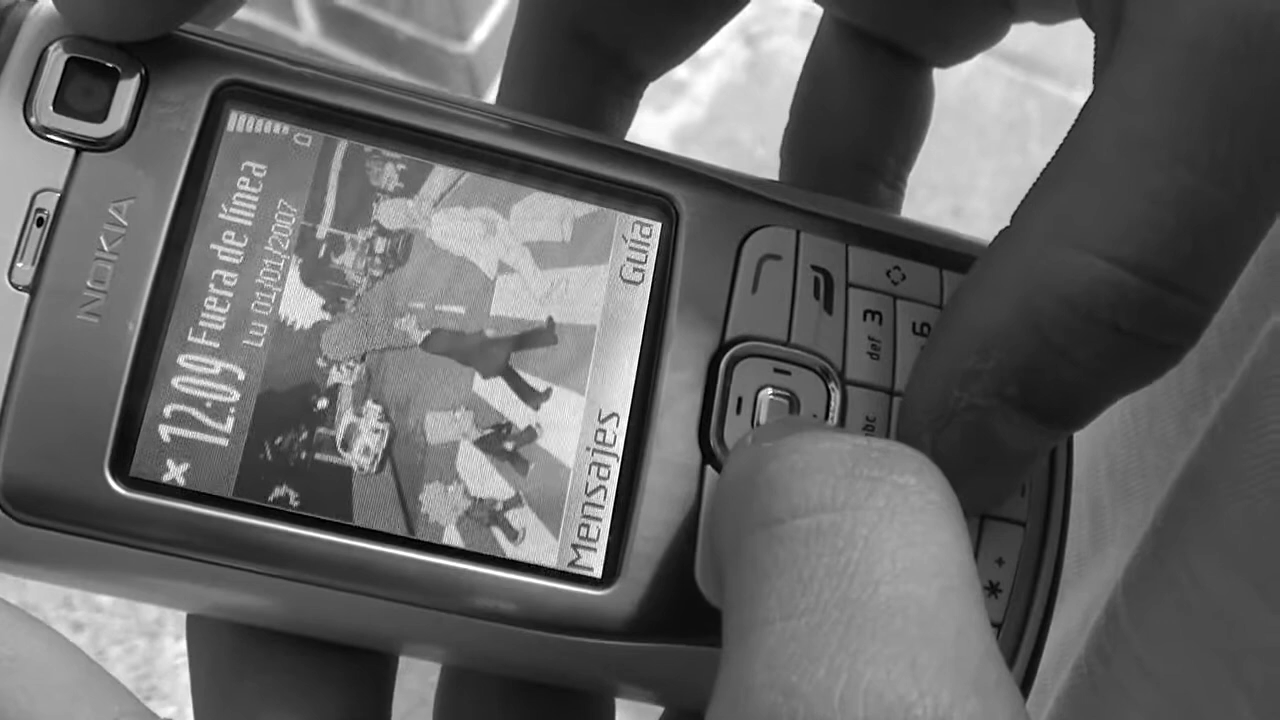 NOKIA
12:09 Fuera de línea
Lu 01/01/2007
Mensajes
Guía
3
def
6
abc
* +